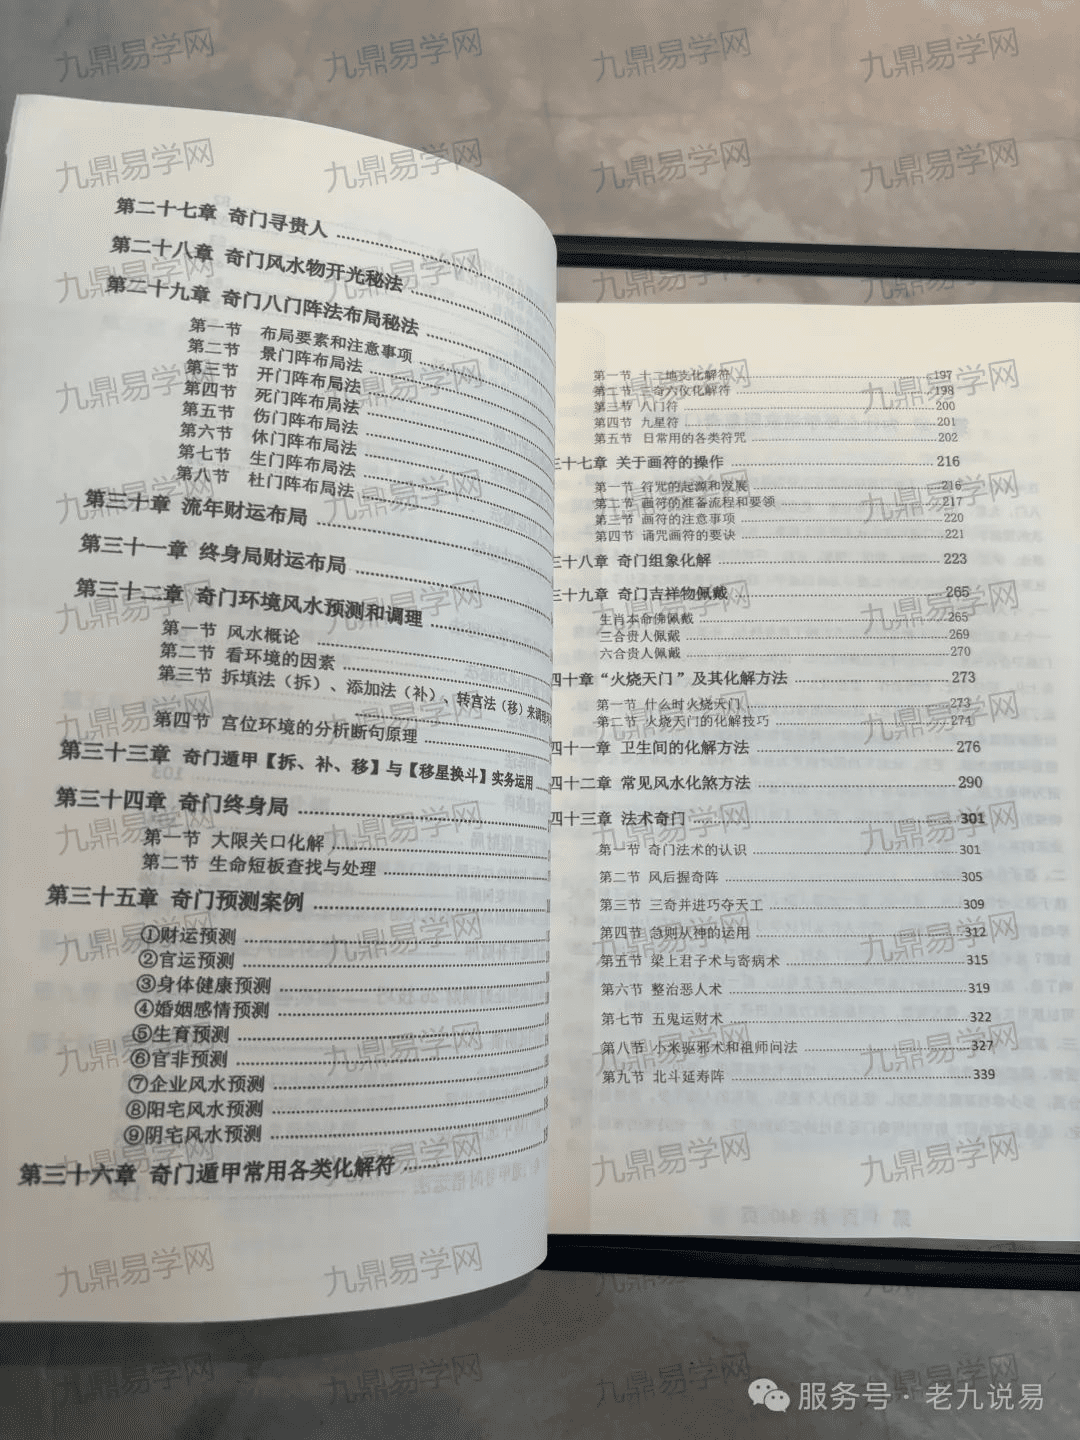 第二十七章 奇门寻贵人
第二十八章 奇门风水物开光秘法
第二十九章 奇门八门阵法布局秘法
第一节 布局要素和注意事项
第二节 景门阵布局法
第三节 开门阵布局法
第四节 死门阵布局法
第五节 伤门阵布局法
第六节 休门阵布局法
第七节 生门阵布局法
第八节 杜门阵布局法
第三十章 流年财运布局
第三十一章 终身局财运布局
第三十二章 奇门环境风水预测和调理
第一节 风水概论
第二节 看环境的因素
第三节 拆填法（拆）、添加法（补）、转宫法（移）来调理
第四节 宫位环境的分析断句原理
第三十三章 奇门遁甲【拆、补、移】与【移星换斗】实务运用
第三十四章 奇门终身局
第一节 大限关口化解
第二节 生命短板查找与处理
第三十五章 奇门预测案例
①财运预测
②官运预测
③身体健康预测
④婚姻感情预测
⑤生育预测
⑥官非预测
⑦企业风水预测
⑧阳宅风水预测
⑨阴宅风水预测
第三十六章 奇门遁甲常用各类化解符
第一节 十二地支化解符 197
第二节 三奇六仪化解符 198
第三节 八门符 200
第四节 九星符 201
第五节 日常用的各类符咒 202
三十七章 关于画符的操作 216
第一节 符咒的起源和发展 216
第二节 画符的准备流程和要领 217
第三节 画符的注意事项 220
第四节 诵咒画符的要诀 221
三十八章 奇门组象化解 223
三十九章 奇门吉祥物佩戴 265
生肖本命佛佩戴 265
三合贵人佩戴 269
六合贵人佩戴 270
四十章“火烧天门”及其化解方法 273
第一节 什么时火烧天门 273
第二节 火烧天门的化解技巧 274
四十一章 卫生间的化解方法 276
四十二章 常见风水化煞方法 290
四十三章 法术奇门 301
第一节 奇门法术的认识 301
第二节 风后握奇阵 305
第三节 三奇并进巧夺天工 309
第四节 急则从神的运用 312
第五节 梁上君子术与寄病术 315
第六节 整治恶人术 319
第七节 五鬼运财术 322
第八节 小米驱邪术和祖师问法 327
第九节 北斗延寿阵 339
九鼎易学网
服务号·老九说易